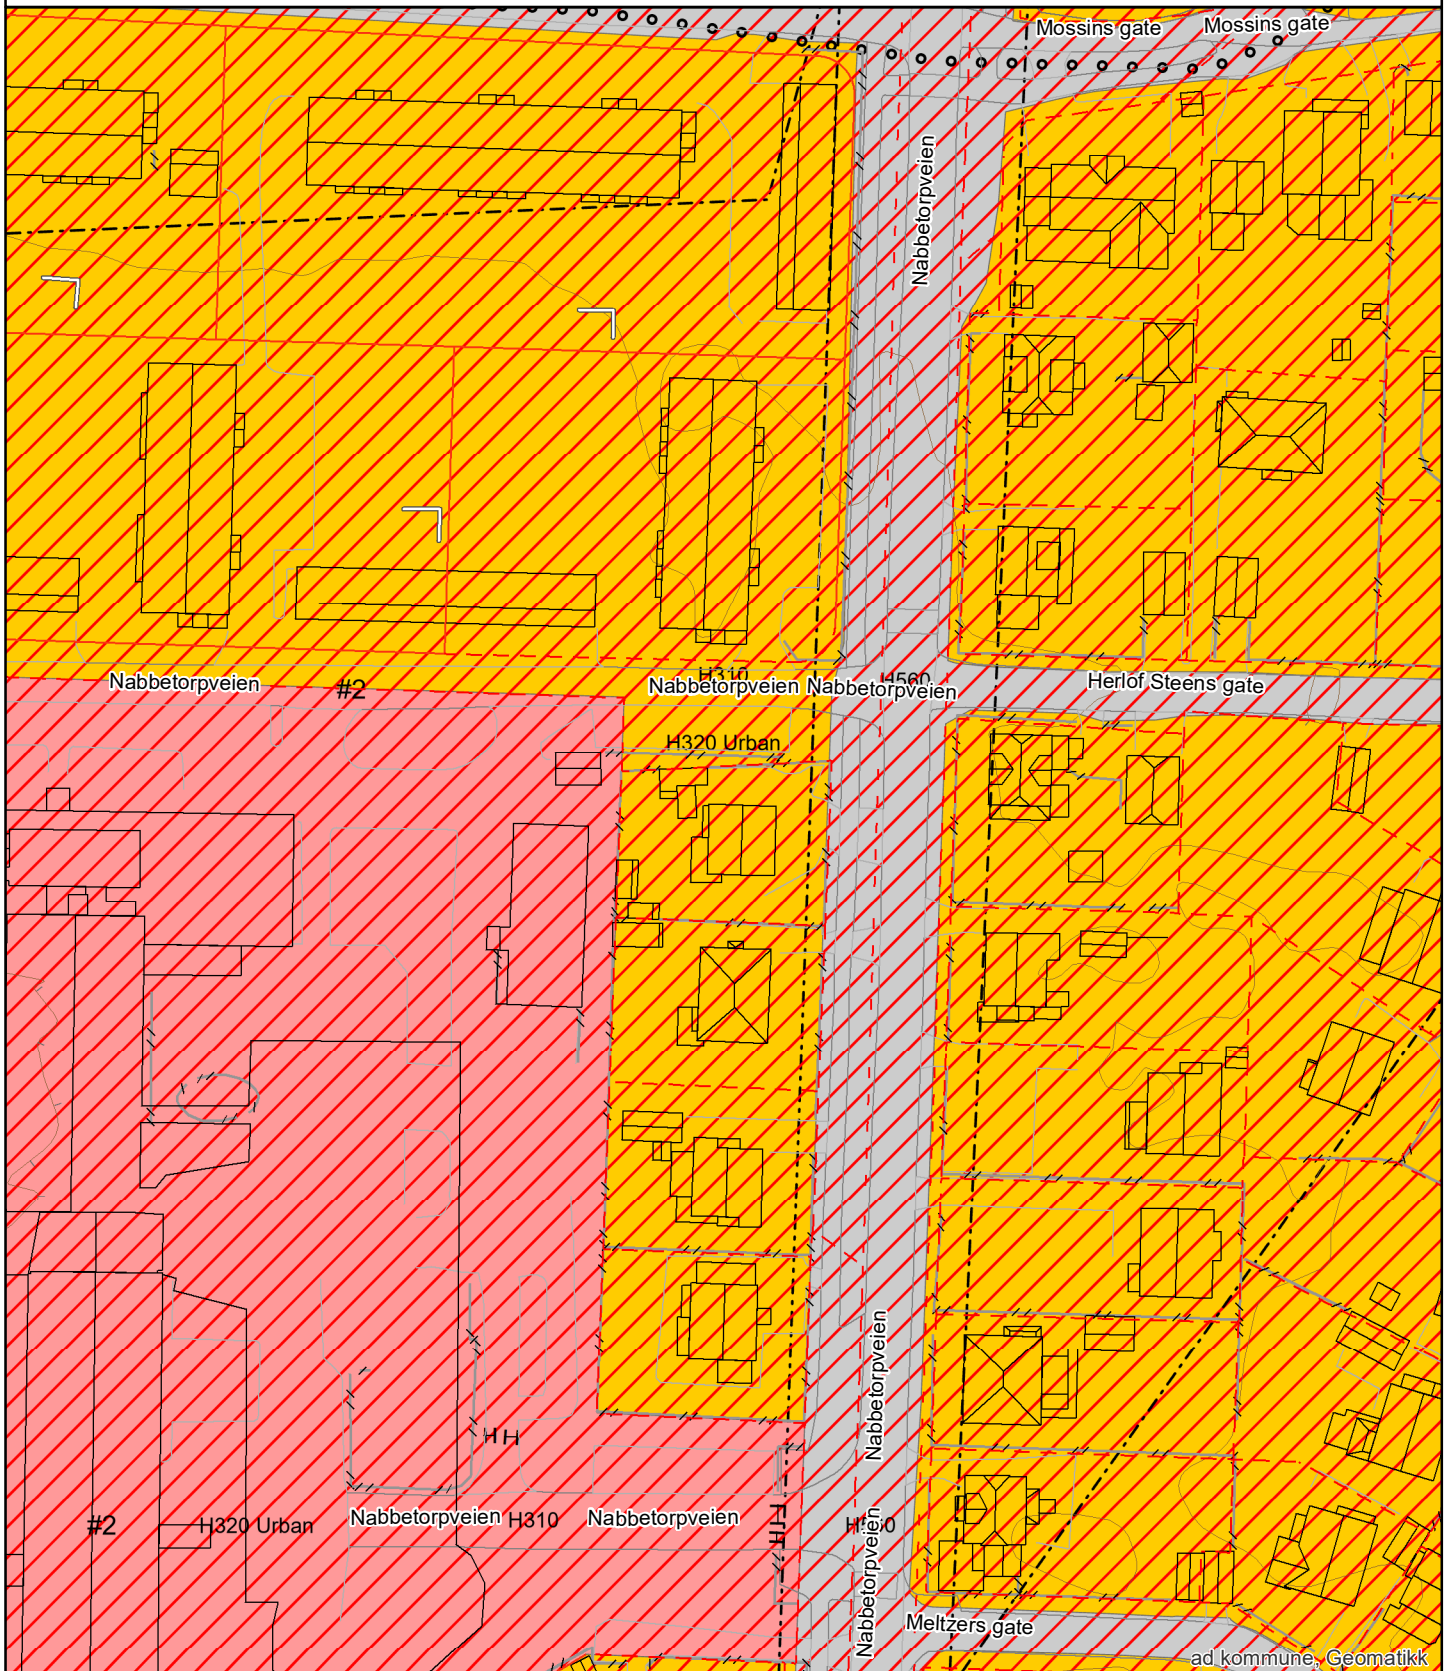 Mossins gate
Mossins gate
Nabbetorpveien
H310
H560
Nabbetorpveien
#2
Nabbetorpveien
Nabbetorpveien
Herlof Steens gate
H320 Urban
Nabbetorpveien
#2
H320 Urban
Nabbetorpveien
H310
Nabbetorpveien
Nabbetorpveien
Meltzers gate
ad kommune, Geomatikk